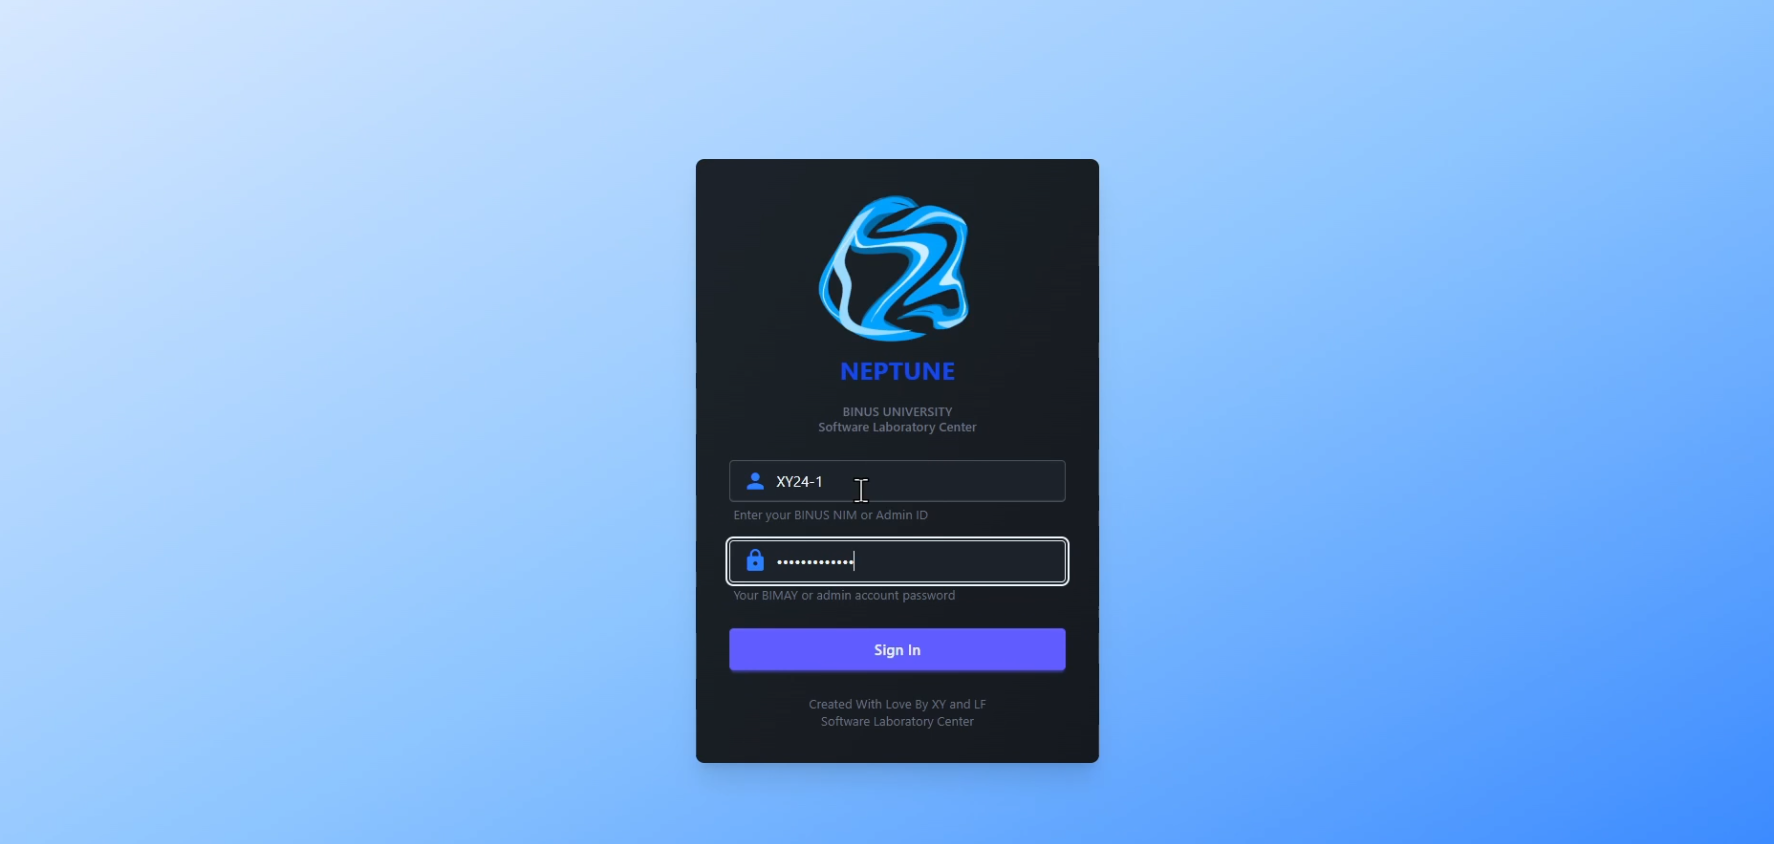 NEPTUNE
BINUS UNIVERSITY
Software Laboratory Center
XY24-1
Enter your BINUS NIM or Admin ID
•••••••••••••
Your BIMAY or admin account password
Sign In
Created With Love By XY and LF
Software Laboratory Center